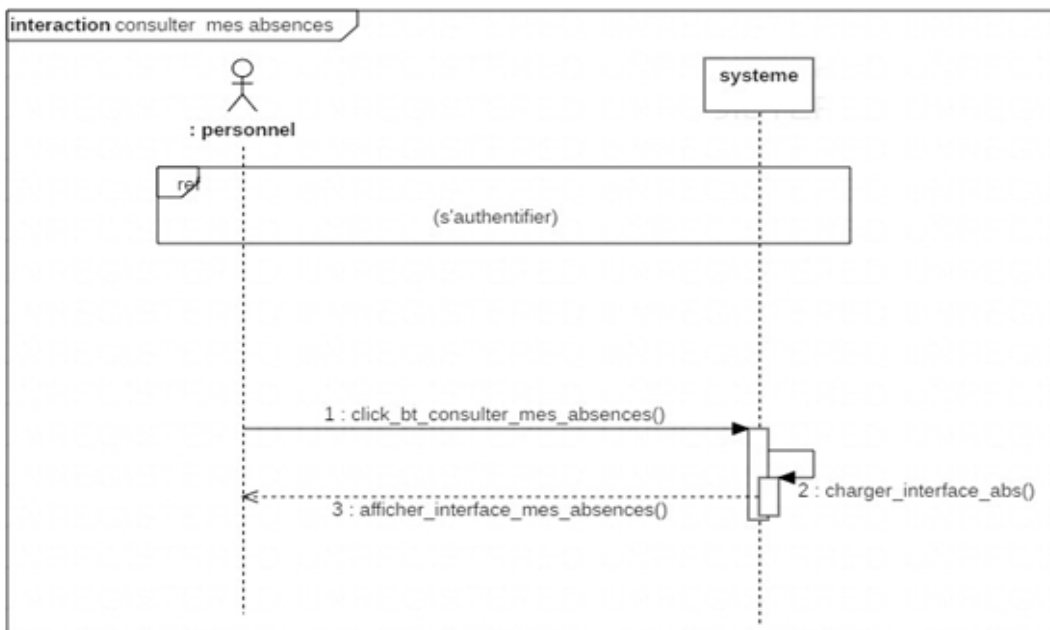 interaction consulter mes absences
systeme
: personnel
ref
(s'authentifier)
1 : click_bt_consulter_mes_absences()
2 : charger_interface_abs()
3 : afficher_interface_mes_absences()